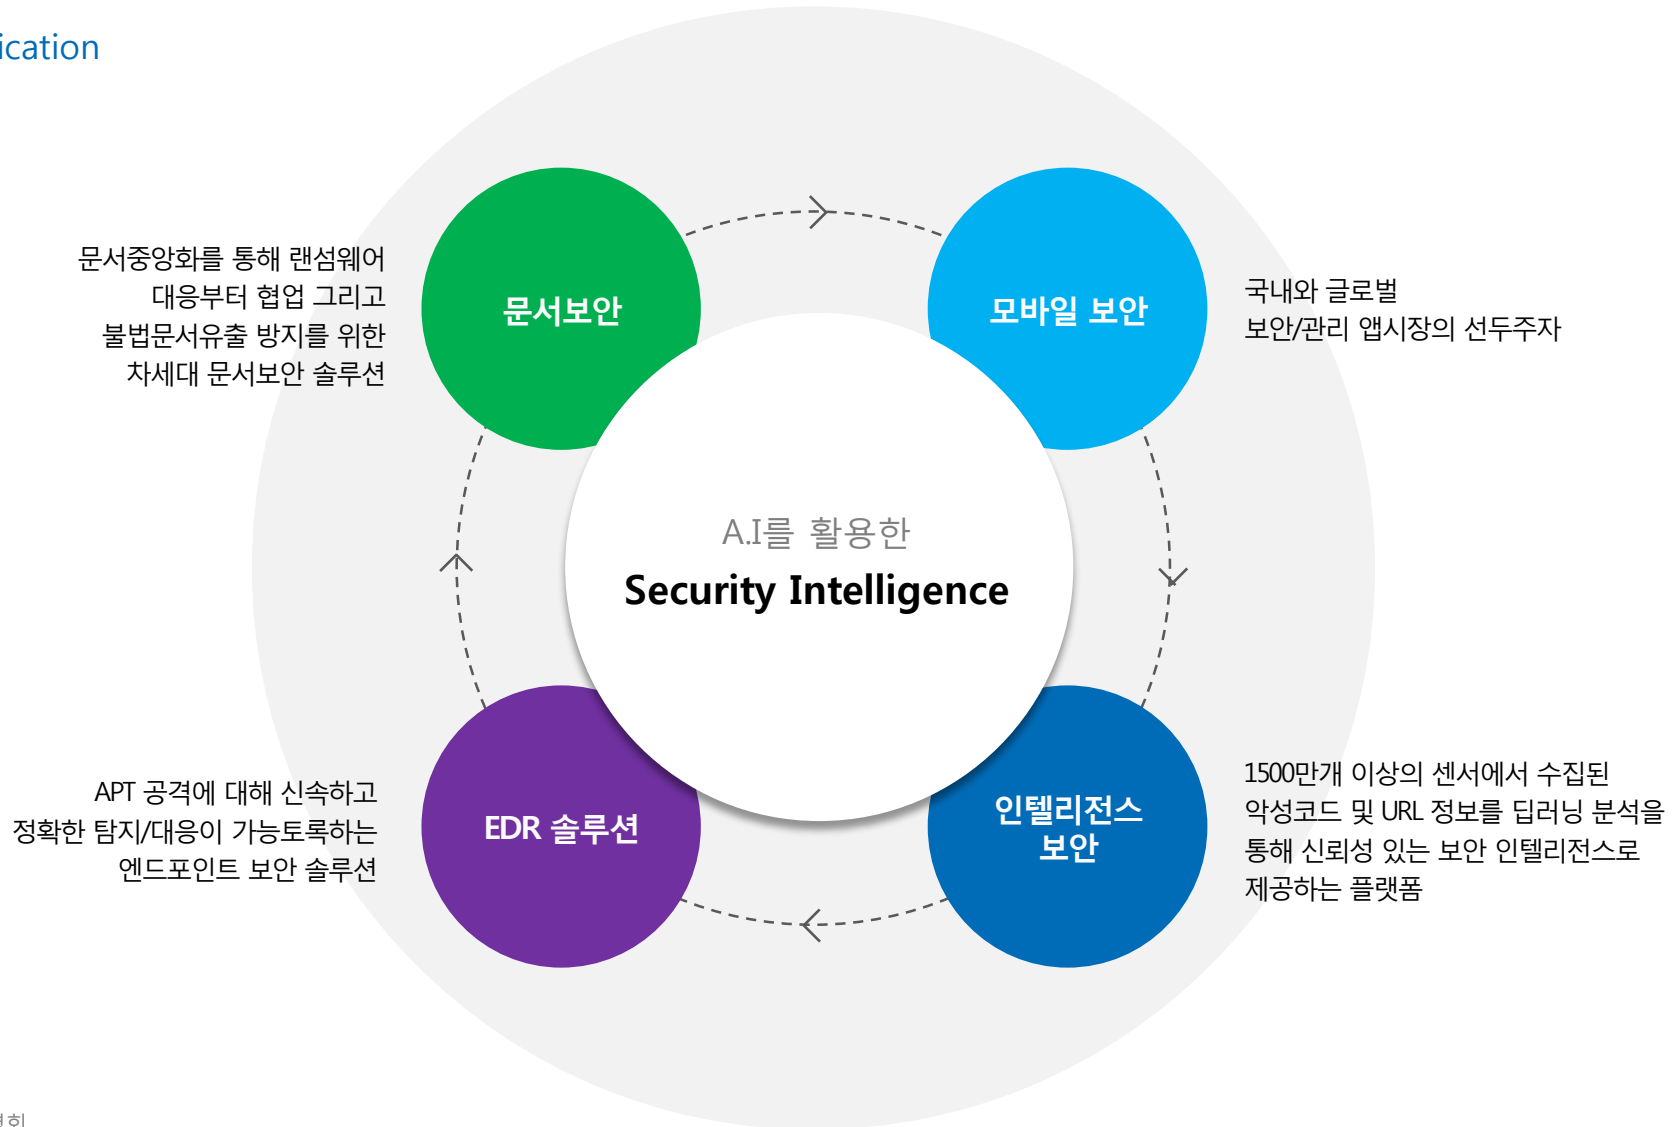 ication
문서중앙화를 통해 랜섬웨어
대응부터 협업 그리고
불법문서유출 방지를 위한
차세대 문서보안 솔루션
문서보안
모바일 보안
국내와 글로벌
보안/관리 앱시장의 선두주자
A.I를 활용한
Security Intelligence
APT 공격에 대해 신속하고
정확한 탐지/대응이 가능토록하는
엔드포인트 보안 솔루션
EDR 솔루션
인텔리전스
보안
1500만개 이상의 센서에서 수집된
악성코드 및 URL 정보를 딥러닝 분석을
통해 신뢰성 있는 보안 인텔리전스로
제공하는 플랫폼